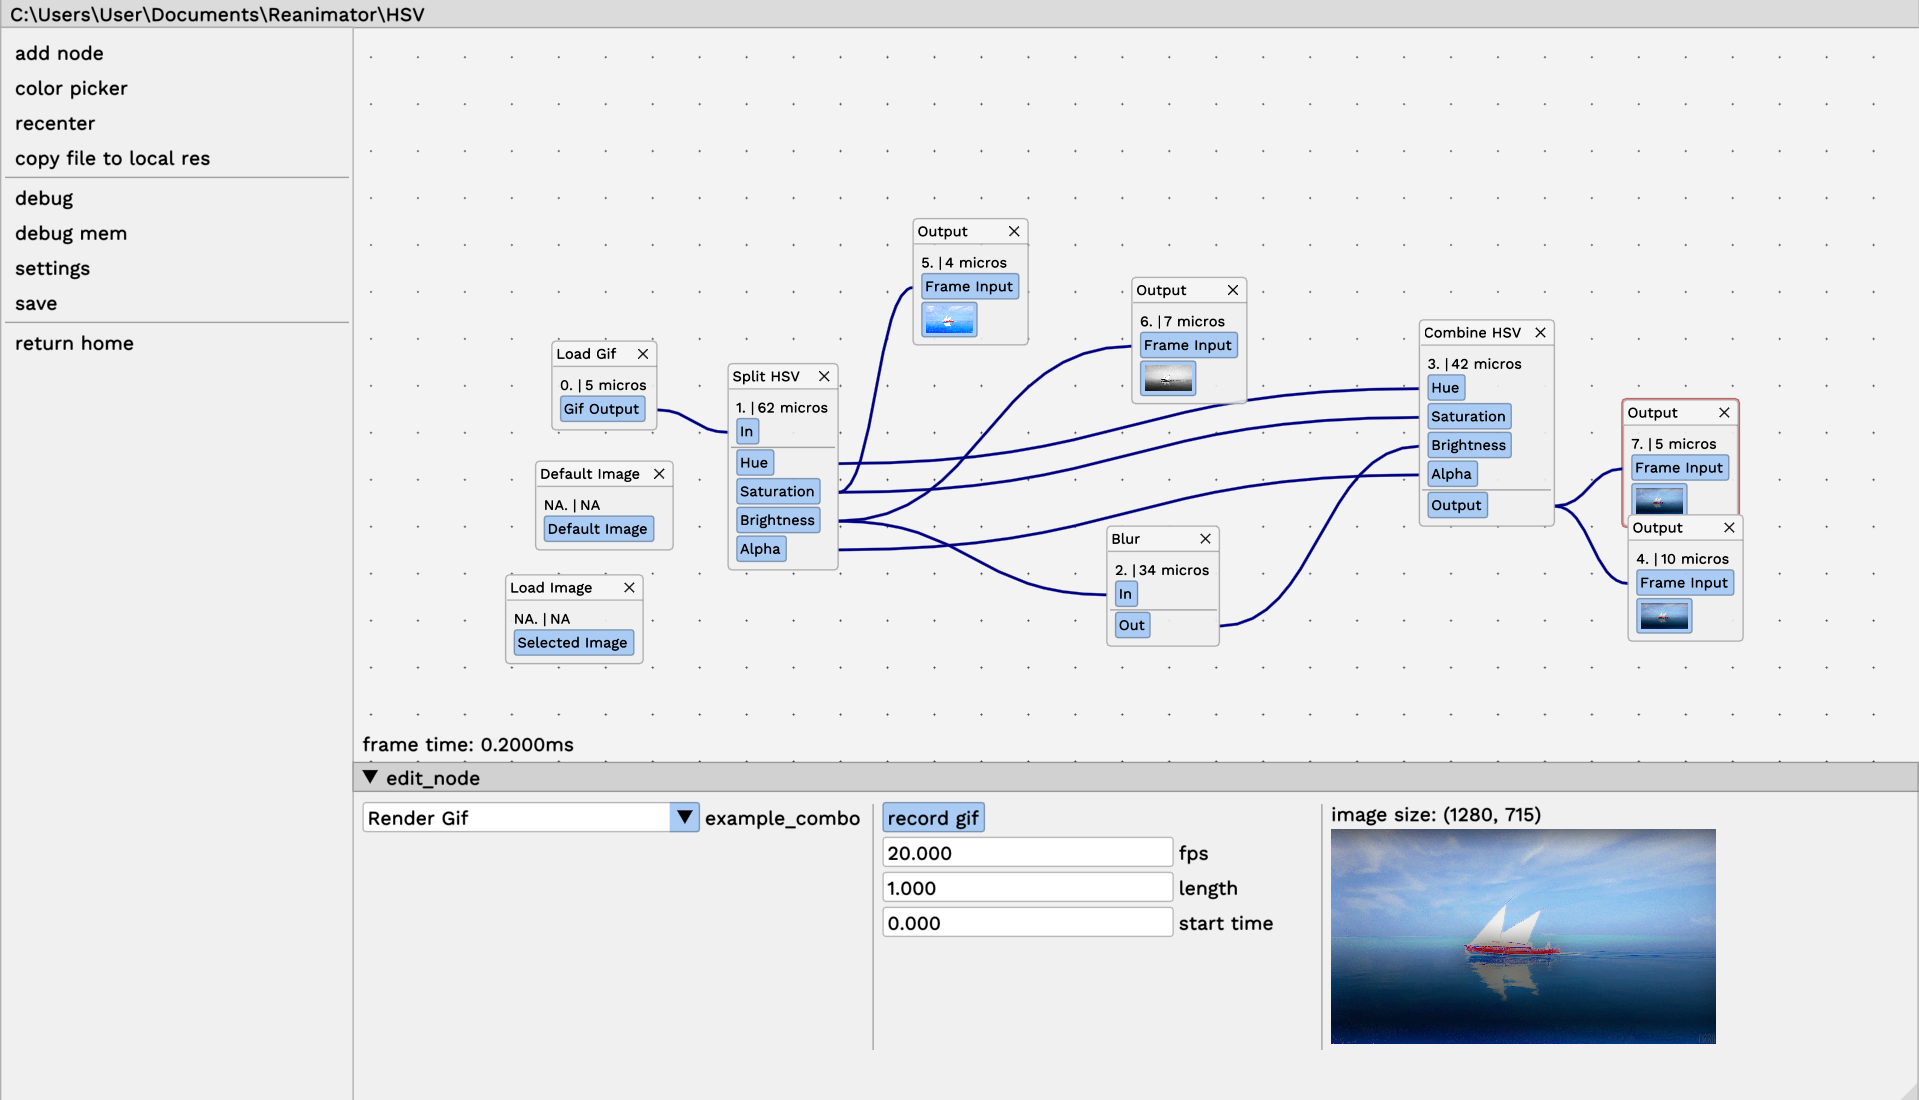 C:\Users\User\Documents\Reanimator\HSV
add node
color picker
recenter
copy file to local res
debug
debug mem
settings
save
return home
Output
5. | 4 micros
Frame Input
Output
6. | 7 micros
Frame Input
Load Gif
0. | 5 micros
Gif Output
Split HSV
1. | 62 micros
In
Hue
Saturation
Brightness
Alpha
Default Image
NA. | NA
Default Image
Load Image
NA. | NA
Selected Image
Blur
2. | 34 micros
In
Out
Combine HSV
3. | 42 micros
Hue
Saturation
Brightness
Alpha
Output
Output
7. | 5 micros
Frame Input
Output
4. | 10 micros
Frame Input
frame time: 0.2000ms
edit_node
Render Gif
example_combo
record gif
20.000 fps
1.000 length
0.000 start time
image size: (1280, 715)